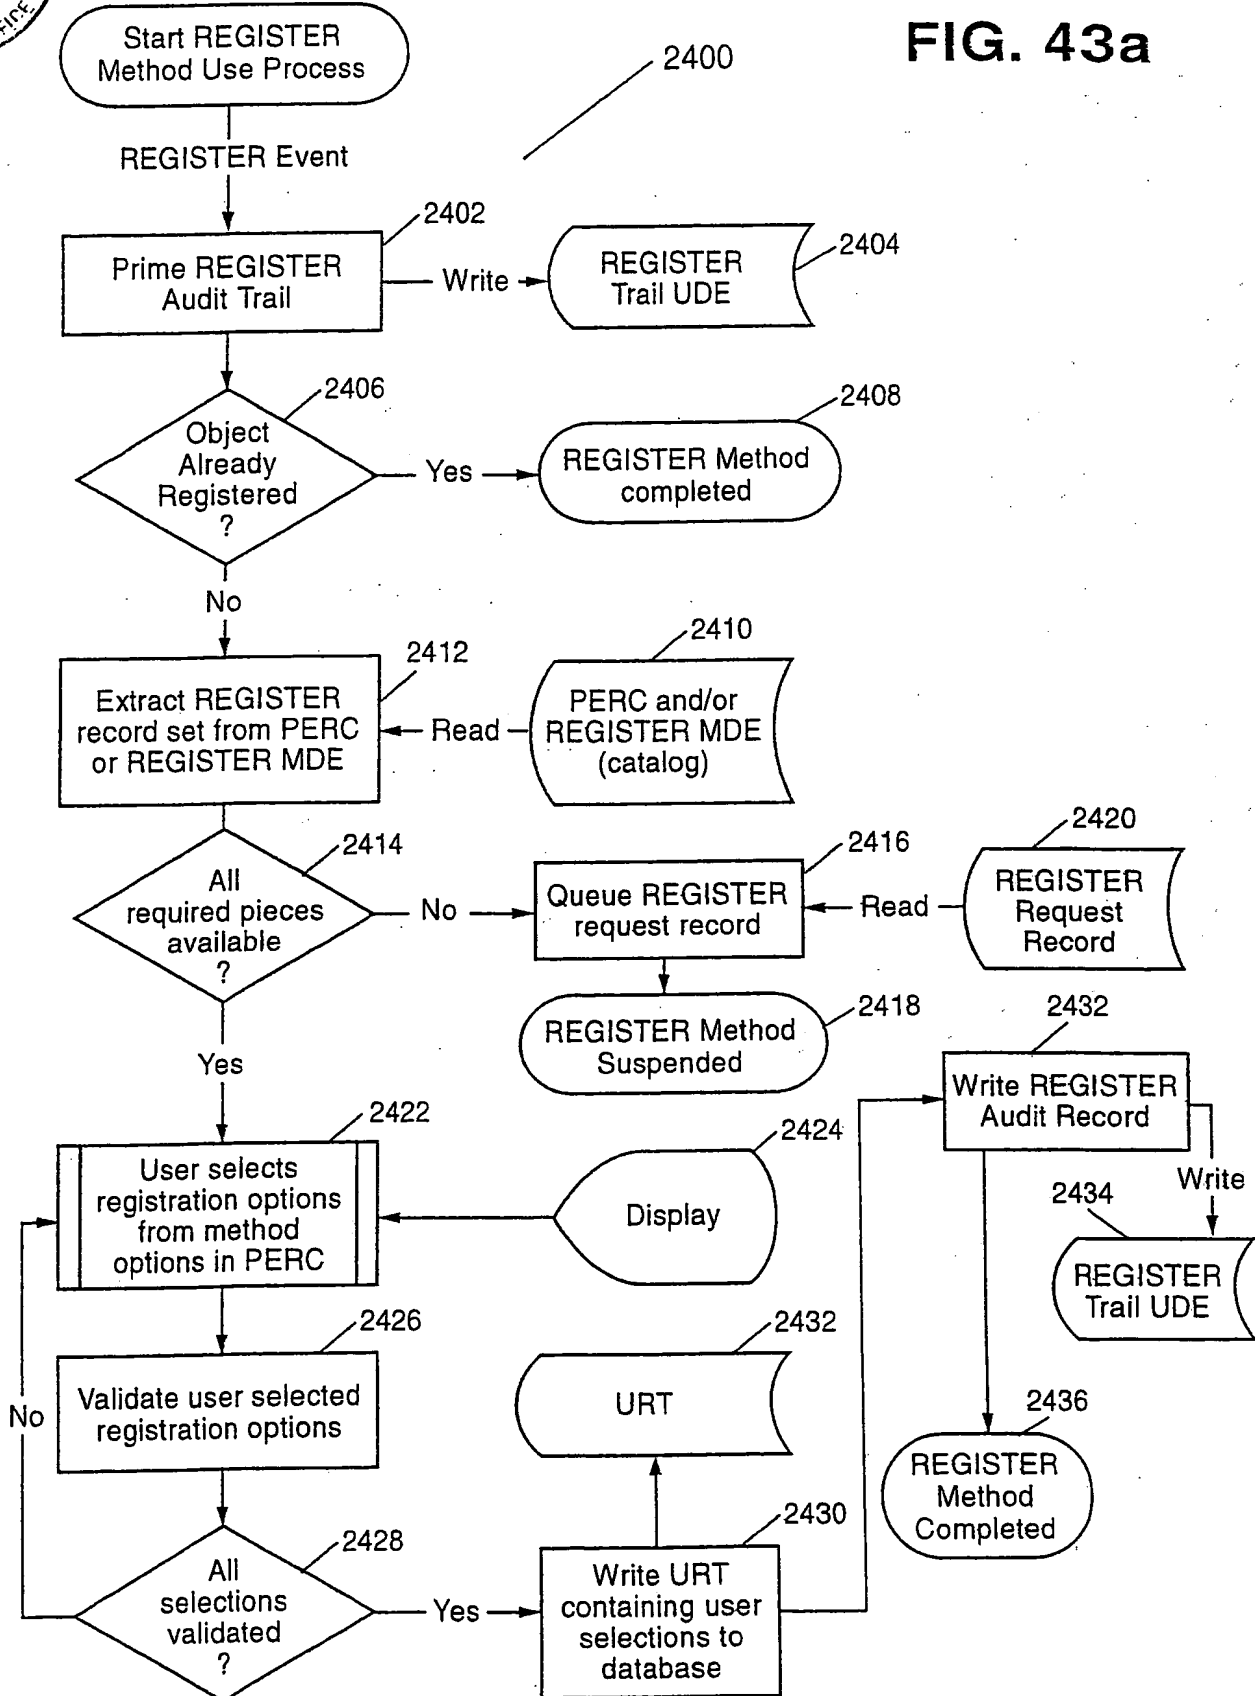 FICE
FIG. 43a
Start REGISTER
Method Use Process
2400
REGISTER Event
2402
Prime REGISTER
Audit Trail
Write
2404
REGISTER
Trail UDE
2406
Object
Already
Registered
?
Yes
2408
REGISTER Method
completed
No
2412
Extract REGISTER
record set from PERC
or REGISTER MDE
Read
2410
PERC and/or
REGISTER MDE
(catalog)
2414
All
required pieces
available
?
No
2416
Queue REGISTER
request record
Read
2420
REGISTER
Request
Record
2418
REGISTER Method
Suspended
Yes
2422
User selects
registration options
from method
options in PERC
2424
Display
2432
Write REGISTER
Audit Record
Write
2434
REGISTER
Trail UDE
2426
Validate user selected
registration options
No
2432
URT
2436
REGISTER
Method
Completed
2428
All
selections
validated
?
Yes
2430
Write URT
containing user
selections to
database